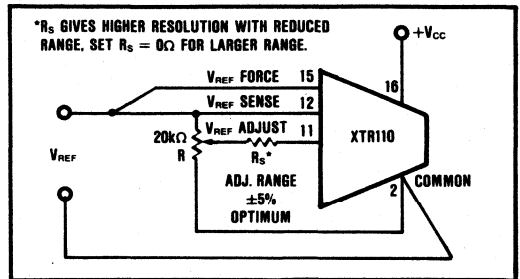 *RS GIVES HIGHER RESOLUTION WITH REDUCED
RANGE, SET RS = 0Ω FOR LARGER RANGE.
+VCC
VREF FORCE 15
16
VREF SENSE 12
20kΩ
R
VREF ADJUST 11
XTR110
VREF
RS*
ADJ. RANGE
±5%
OPTIMUM
2
COMMON